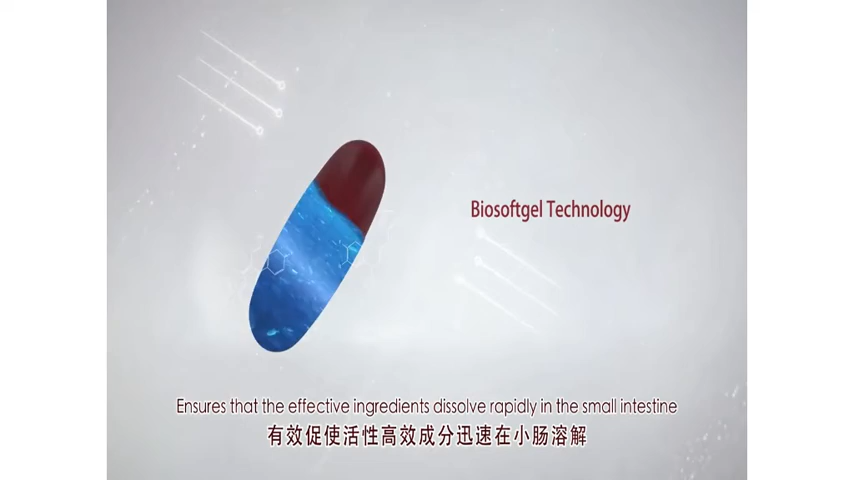 Biosoftgel Technology
Ensures that the effective ingredients dissolve rapidly in the small intestine
有效促使活性高效成分迅速在小肠溶解